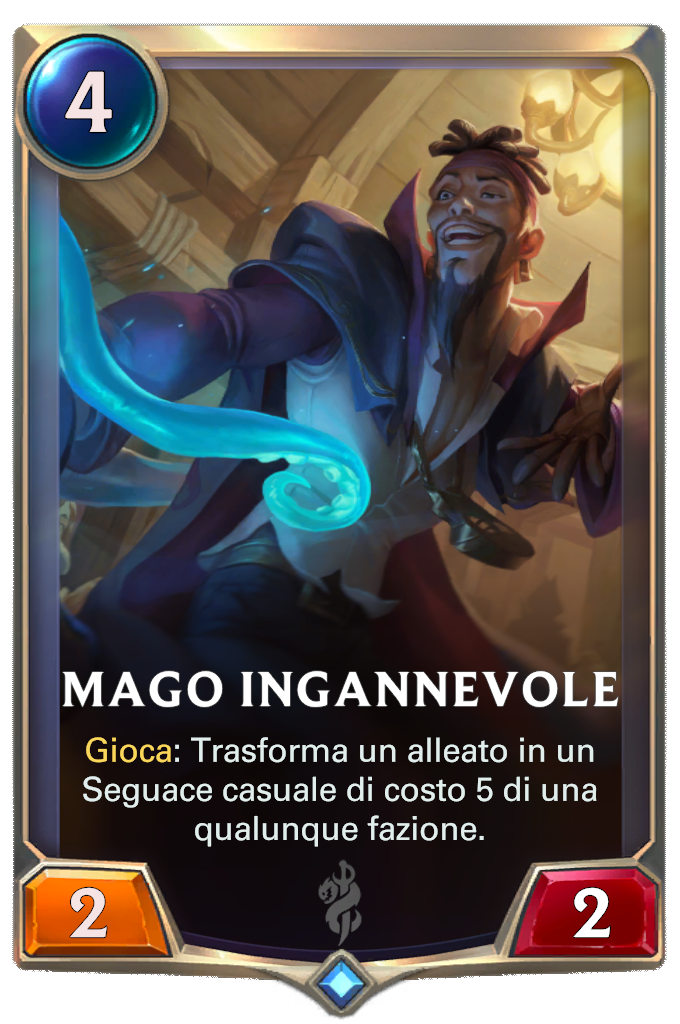 4
MAGO INGANNEVOLE
Gioca: Trasforma un alleato in un
Seguace casuale di costo 5 di una
qualunque fazione.
2
2